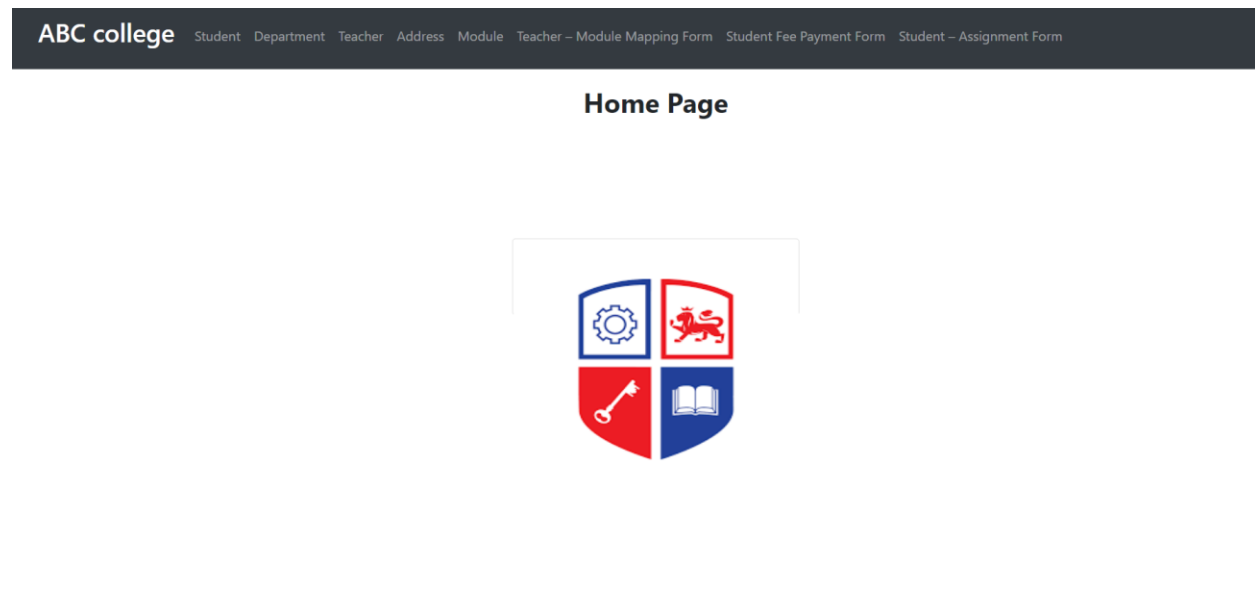 ABC college Student Department Teacher Address Module Teacher – Module Mapping Form Student Fee Payment Form Student – Assignment Form
Home Page